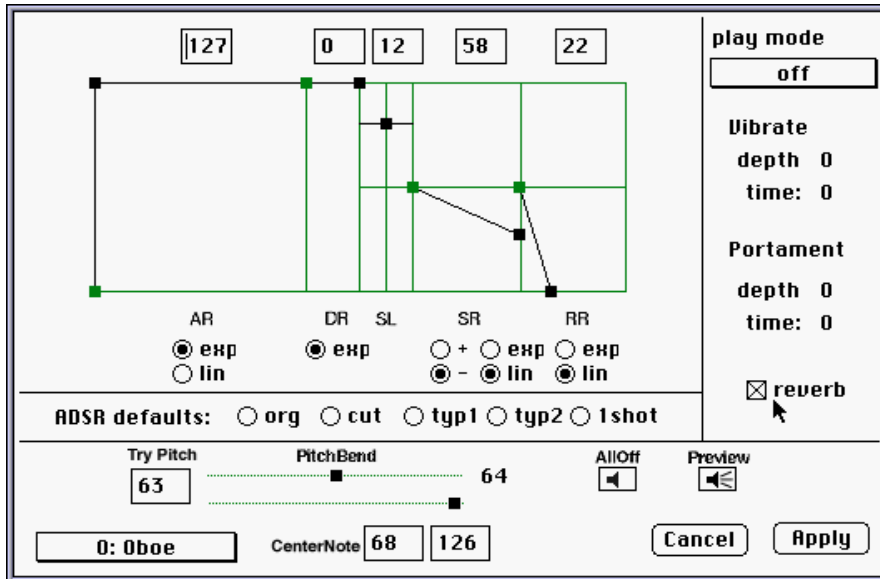 127 0 12 58 22
play mode
off
Vibrate
depth 0
time: 0
Portament
depth 0
time: 0
reverb
AR DR SL SR RR
exp exp + exp exp
lin - lin lin
ADSR defaults: org cut typ1 typ2 1shot
Try Pitch PitchBend AllOff Preview
63 64
0: Oboe CenterNote 68 126 Cancel Apply